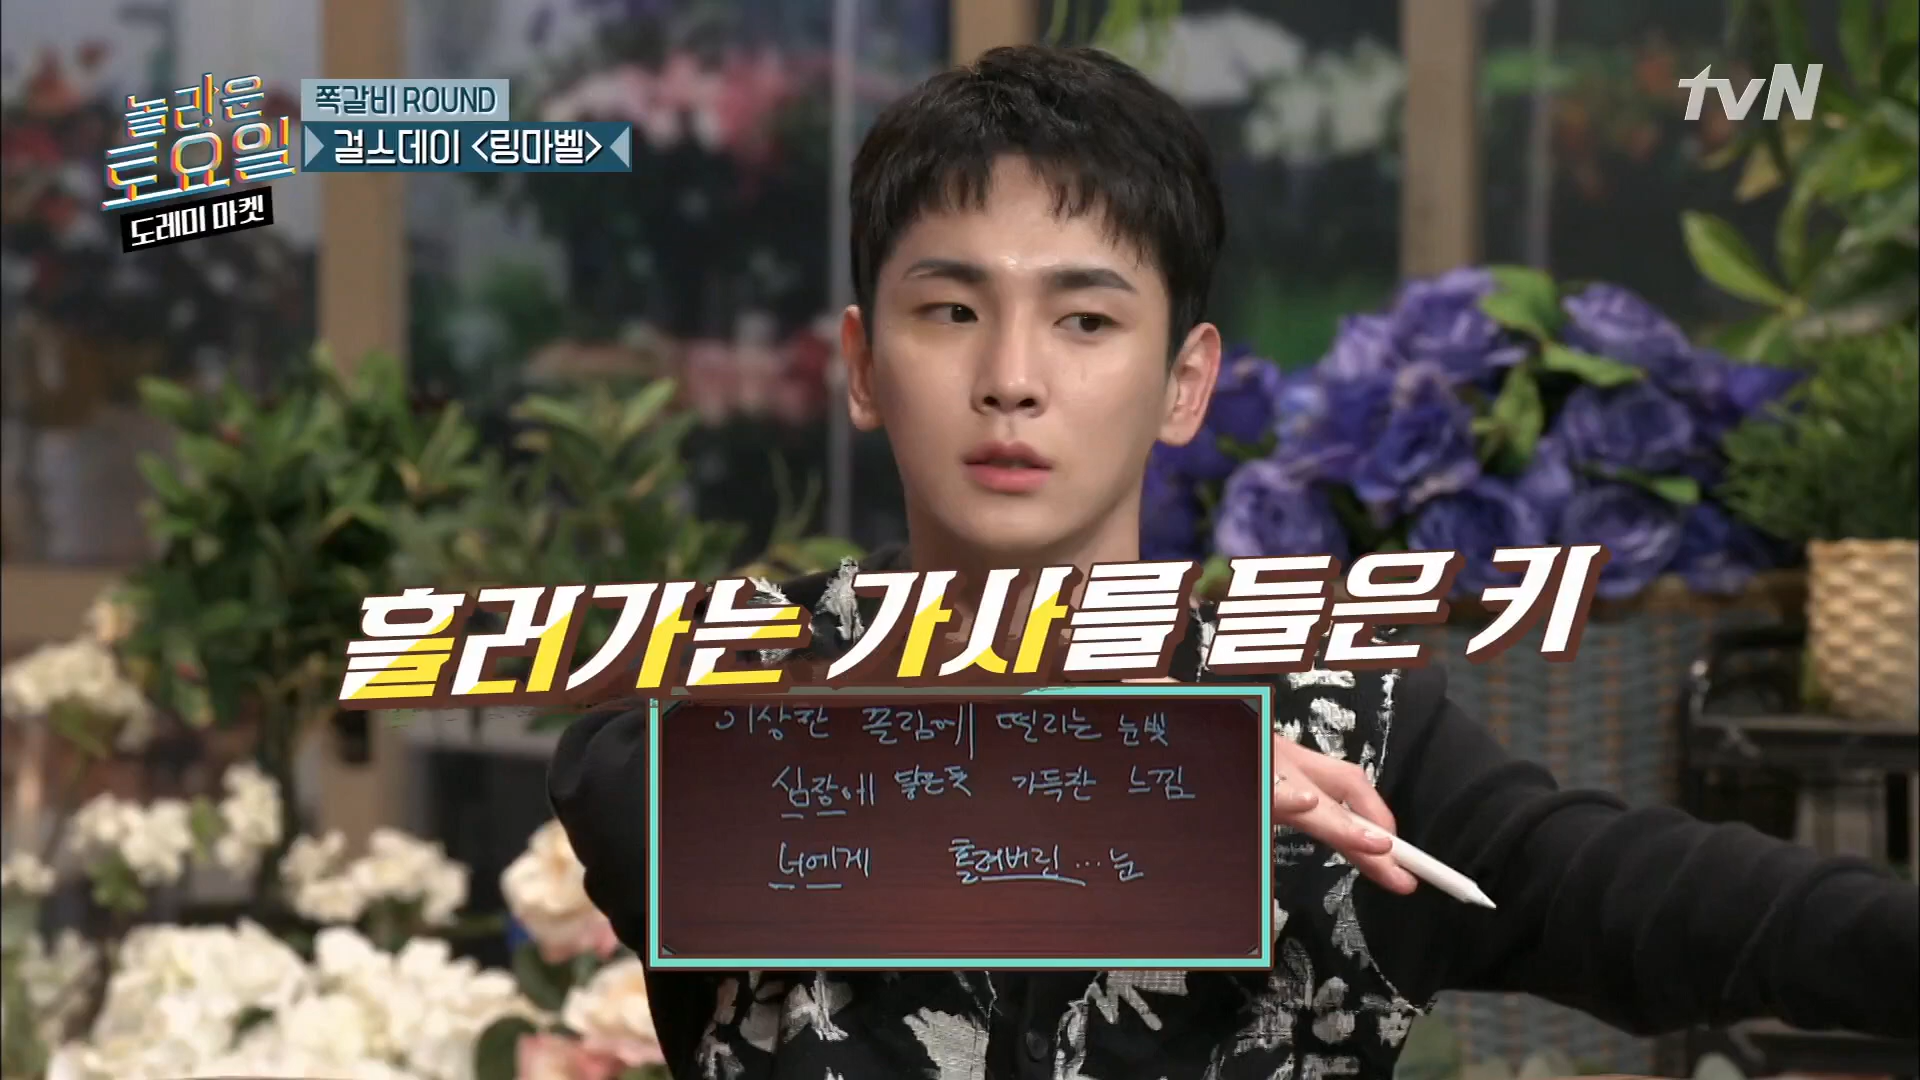 놀라운
토요일
도레미 마켓
쪽갈비 ROUND
걸스데이 <링마벨>
tvN
흘러가는 가사를 들은 키
이상한 끌림에 떨리는 눈빛
심장에 닿은듯 가득찬 느낌
너에게 흘려버린 ... 눈